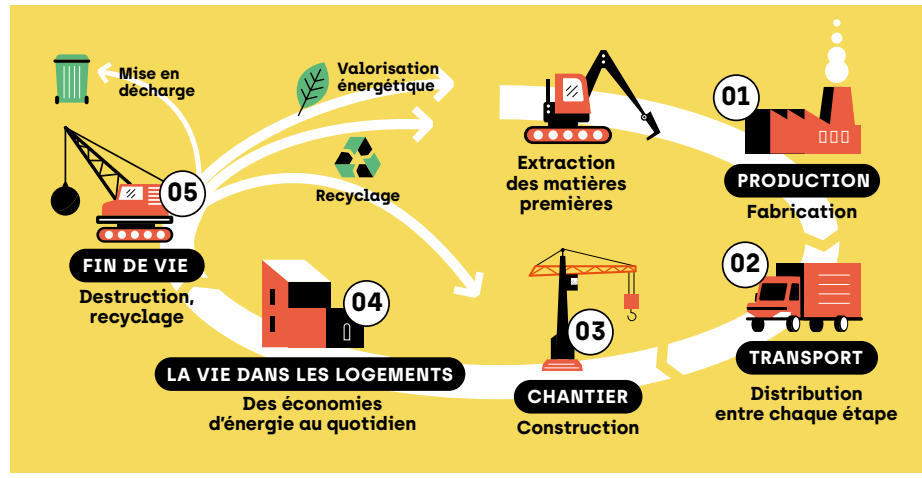 Mise en
décharge
Valorisation
énergétique
Recyclage
Extraction
des matières
premières
01
PRODUCTION
Fabrication
02
TRANSPORT
Distribution
entre chaque étape
03
CHANTIER
Construction
04
LA VIE DANS LES LOGEMENTS
Des économies
d’énergie au quotidien
05
FIN DE VIE
Destruction,
recyclage